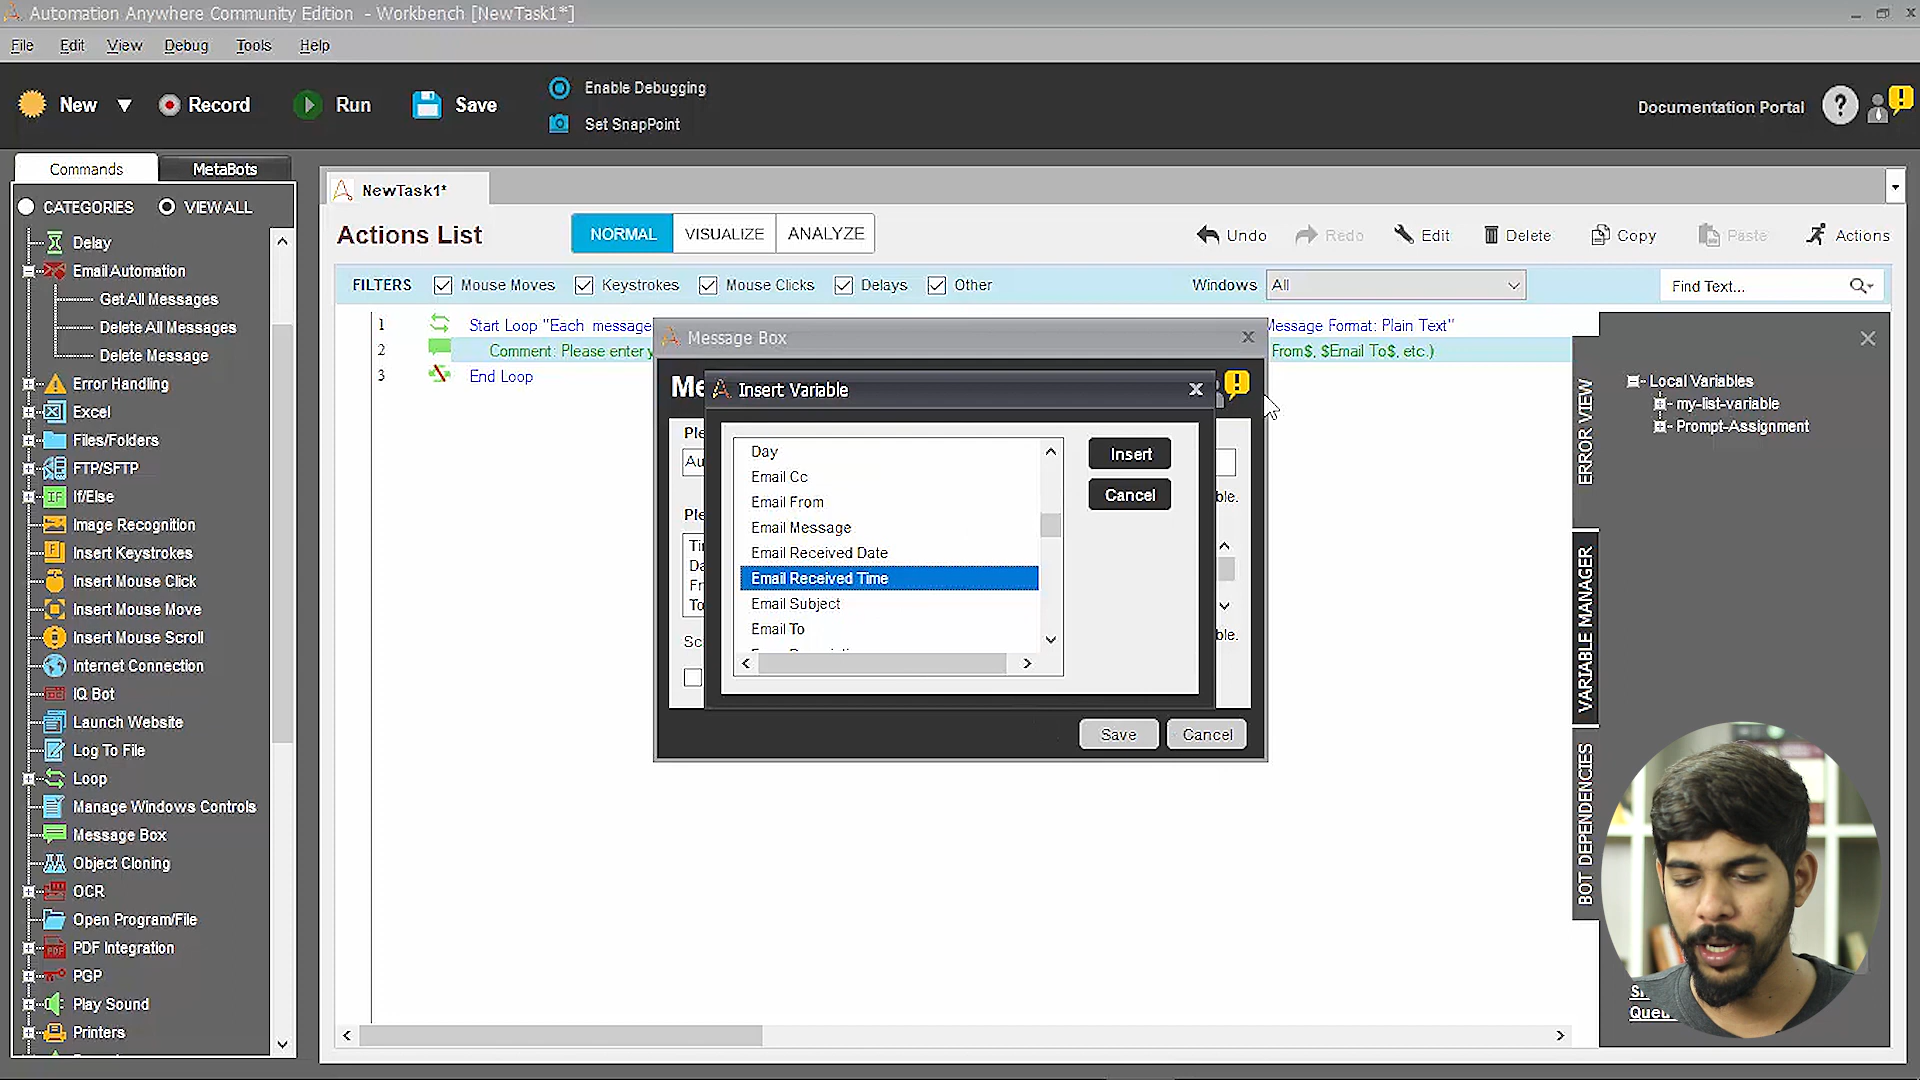 Automation Anywhere Community Edition - Workbench [NewTask1*]
File Edit View Debug Tools Help
New Record Run Save
Enable Debugging
Set SnapPoint
Documentation Portal
Commands MetaBots
CATEGORIES VIEW ALL
Delay
Email Automation
Get All Messages
Delete All Messages
Delete Message
Error Handling
Excel
Files/Folders
FTP/SFTP
If/Else
Image Recognition
Insert Keystrokes
Insert Mouse Click
Insert Mouse Move
Insert Mouse Scroll
Internet Connection
IQ Bot
Launch Website
Log To File
Loop
Manage Windows Controls
Message Box
Object Cloning
OCR
Open Program/File
PDF Integration
PGP
Play Sound
Printers
NewTask1*
Actions List
NORMAL VISUALIZE ANALYZE
Undo Redo Edit Delete Copy Paste Actions
FILTERS Mouse Moves Keystrokes Mouse Clicks Delays Other
Windows All
Find Text...
1 Start Loop "Each message Message Format: Plain Text"
2 Comment: Please enter y From$, $Email To$, etc.)
3 End Loop
Message Box
Insert Variable
Day
Email Cc
Email From
Email Message
Email Received Date
Email Received Time
Email Subject
Email To
Insert
Cancel
Save Cancel
ERROR VIEW
VARIABLE MANAGER
BOT DEPENDENCIES
Local Variables
my-list-variable
Prompt-Assignment